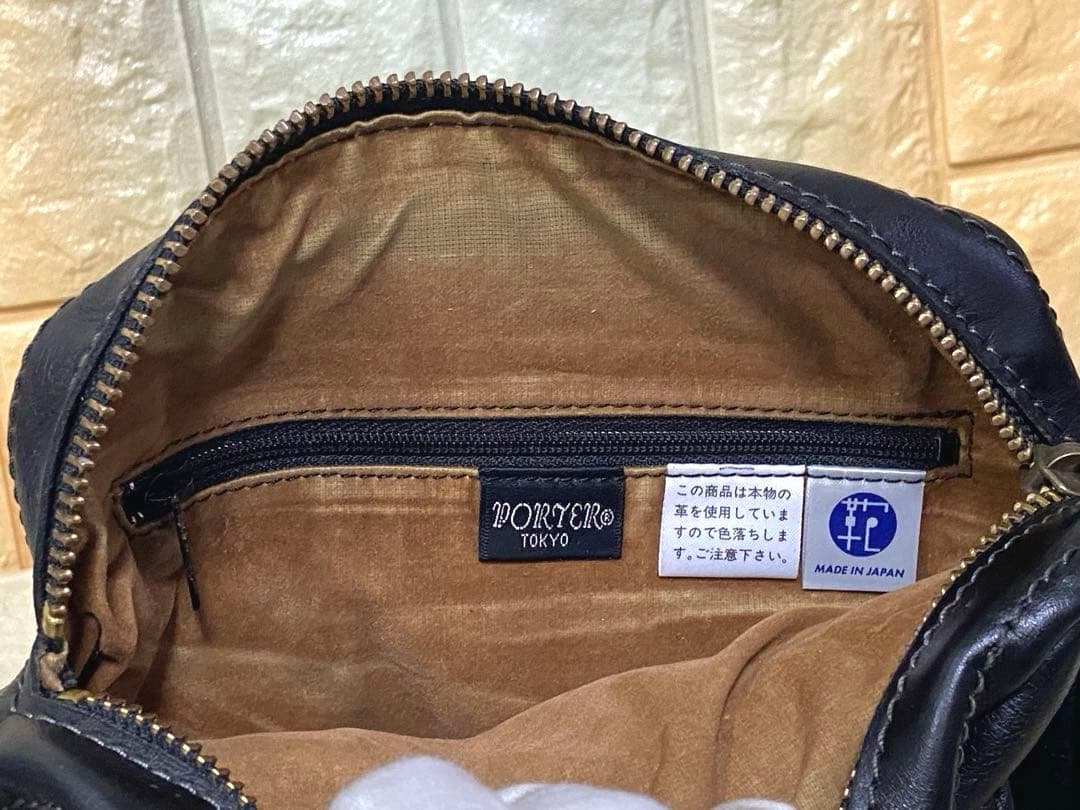 PORTER®
TOKYO
この商品は本物の
革を使用していま
すので色落ちしま
す。ご注意下さい。
MADE IN JAPAN